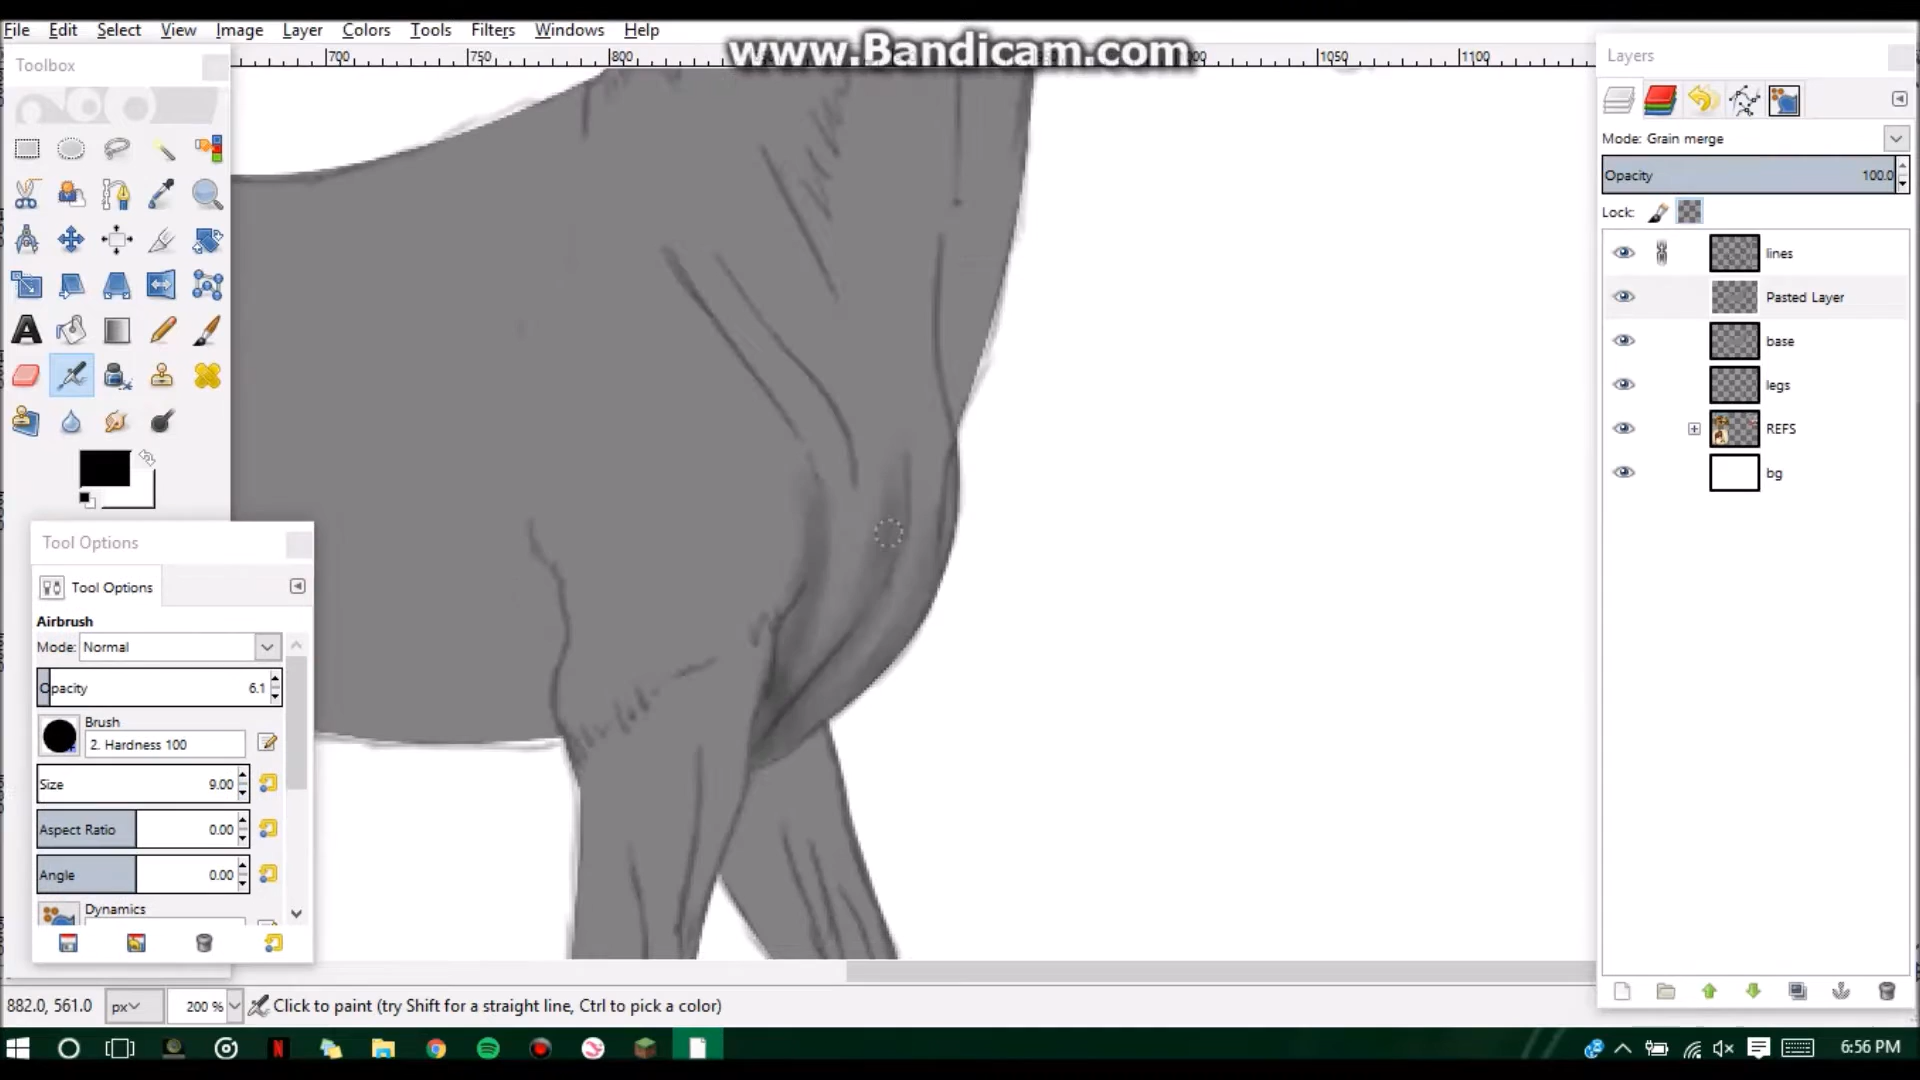 File Edit Select View Image Layer Colors Tools Filters Windows Help
www.Bandicam.com
Toolbox
700 750 800 1050 1100
Layers
Mode: Grain merge
Opacity 100.0
Lock:
lines
Pasted Layer
base
legs
REFS
bg
Tool Options
Tool Options
Airbrush
Mode: Normal
Opacity 6.1
Brush
2. Hardness 100
Size 9.00
Aspect Ratio 0.00
Angle 0.00
Dynamics
882.0, 561.0 px 200 % Click to paint (try Shift for a straight line, Ctrl to pick a color)
6:56 PM